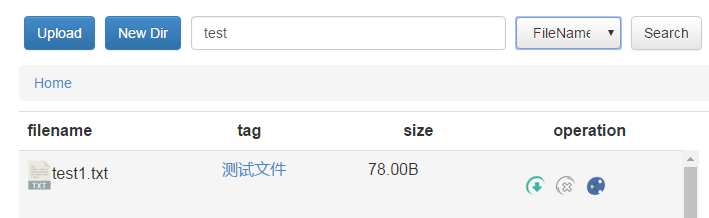 Upload New Dir test FileName Search
Home
filename tag size operation
TXT test1.txt 测试文件 78.00B